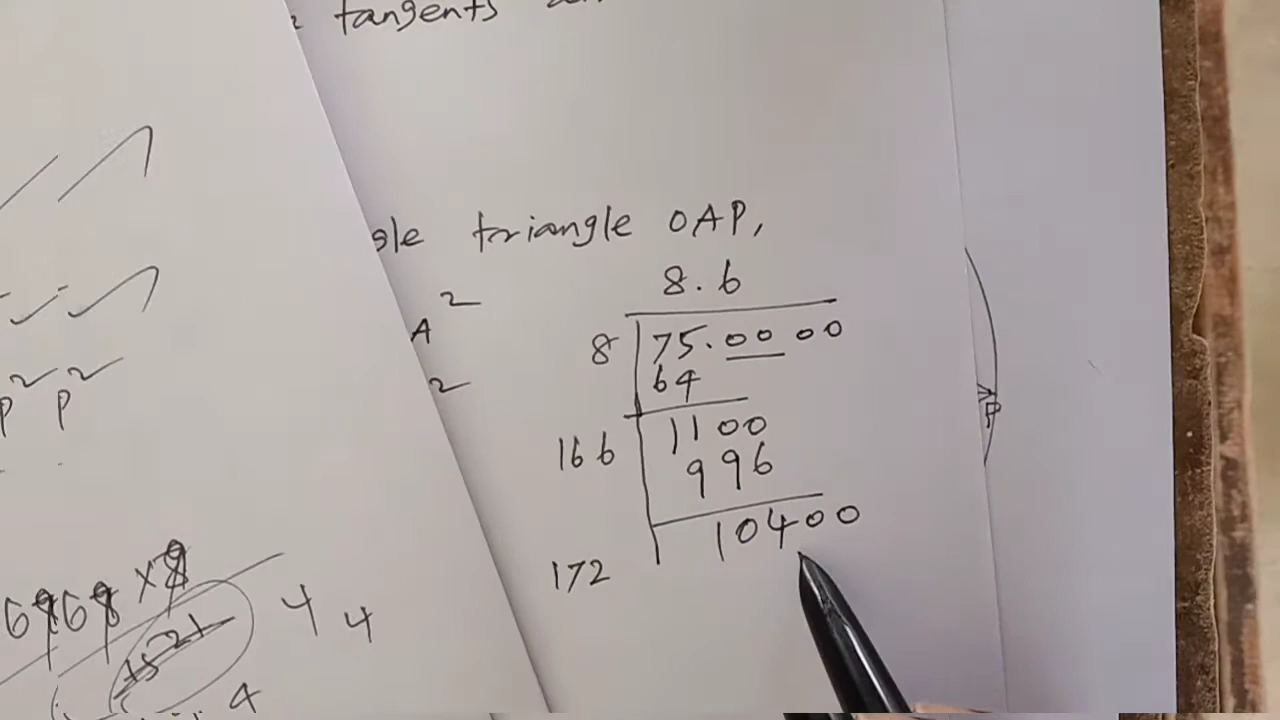 tangents
triangle OAP,
8.6
A²
8 75.00 00
2
64
P² P²
1100
166
996
10400
172
4 4
4